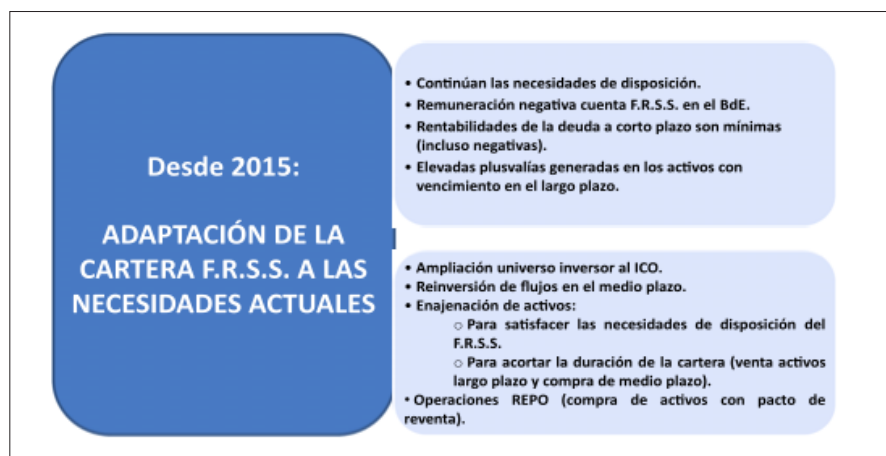 Desde 2015:
ADAPTACIÓN DE LA
CARTERA F.R.S.S. A LAS
NECESIDADES ACTUALES
• Continúan las necesidades de disposición.
• Remuneración negativa cuenta F.R.S.S. en el BdE.
• Rentabilidades de la deuda a corto plazo son mínimas
(incluso negativas).
• Elevadas plusvalías generadas en los activos con
vencimiento en el largo plazo.
• Ampliación universo inversor al ICO.
• Reinversión de flujos en el medio plazo.
• Enajenación de activos:
○ Para satisfacer las necesidades de disposición del
F.R.S.S.
○ Para acortar la duración de la cartera (venta activos
largo plazo y compra de medio plazo).
• Operaciones REPO (compra de activos con pacto de
reventa).